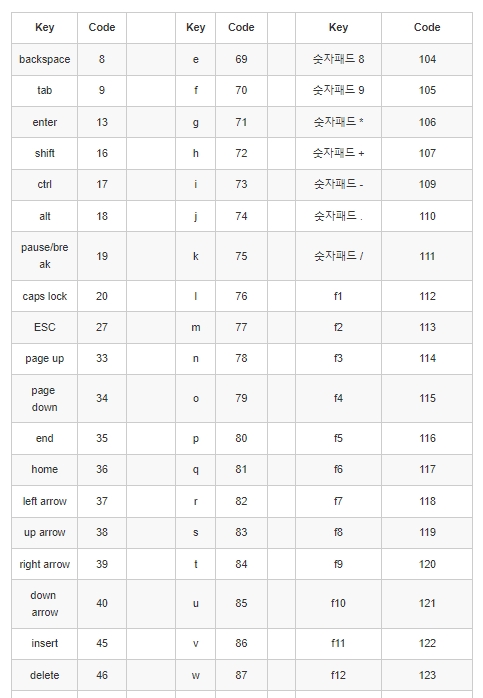 Key Code Key Code Key Code
backspace 8 e 69 숫자패드 8 104
tab 9 f 70 숫자패드 9 105
enter 13 g 71 숫자패드 * 106
shift 16 h 72 숫자패드 + 107
ctrl 17 i 73 숫자패드 - 109
alt 18 j 74 숫자패드 . 110
pause/bre
ak 19 k 75 숫자패드 / 111
caps lock 20 l 76 f1 112
ESC 27 m 77 f2 113
page up 33 n 78 f3 114
page
down 34 o 79 f4 115
end 35 p 80 f5 116
home 36 q 81 f6 117
left arrow 37 r 82 f7 118
up arrow 38 s 83 f8 119
right arrow 39 t 84 f9 120
down
arrow 40 u 85 f10 121
insert 45 v 86 f11 122
delete 46 w 87 f12 123